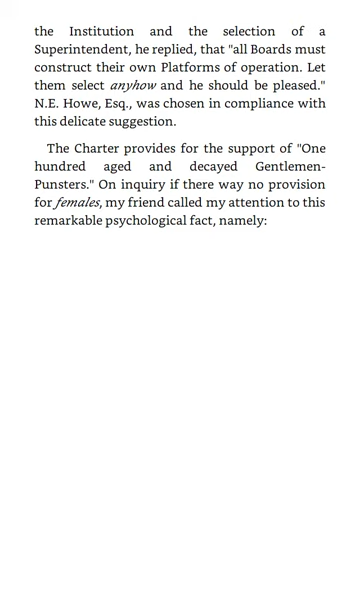 the Institution and the selection of a
Superintendent, he replied, that "all Boards must
construct their own Platforms of operation. Let
them select anyhow and he should be pleased."
N.E. Howe, Esq., was chosen in compliance with
this delicate suggestion.
The Charter provides for the support of "One
hundred aged and decayed Gentlemen-
Punsters." On inquiry if there way no provision
for females, my friend called my attention to this
remarkable psychological fact, namely: